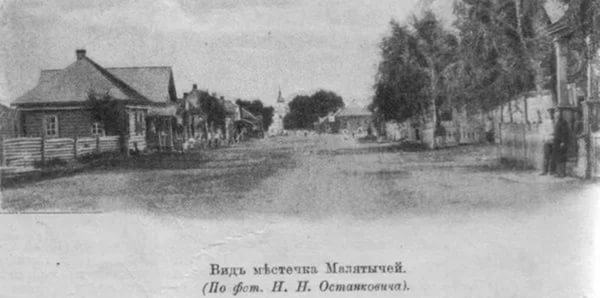 Видъ мѣстечка Малятычей.
(По фот. И. Н. Останковича).